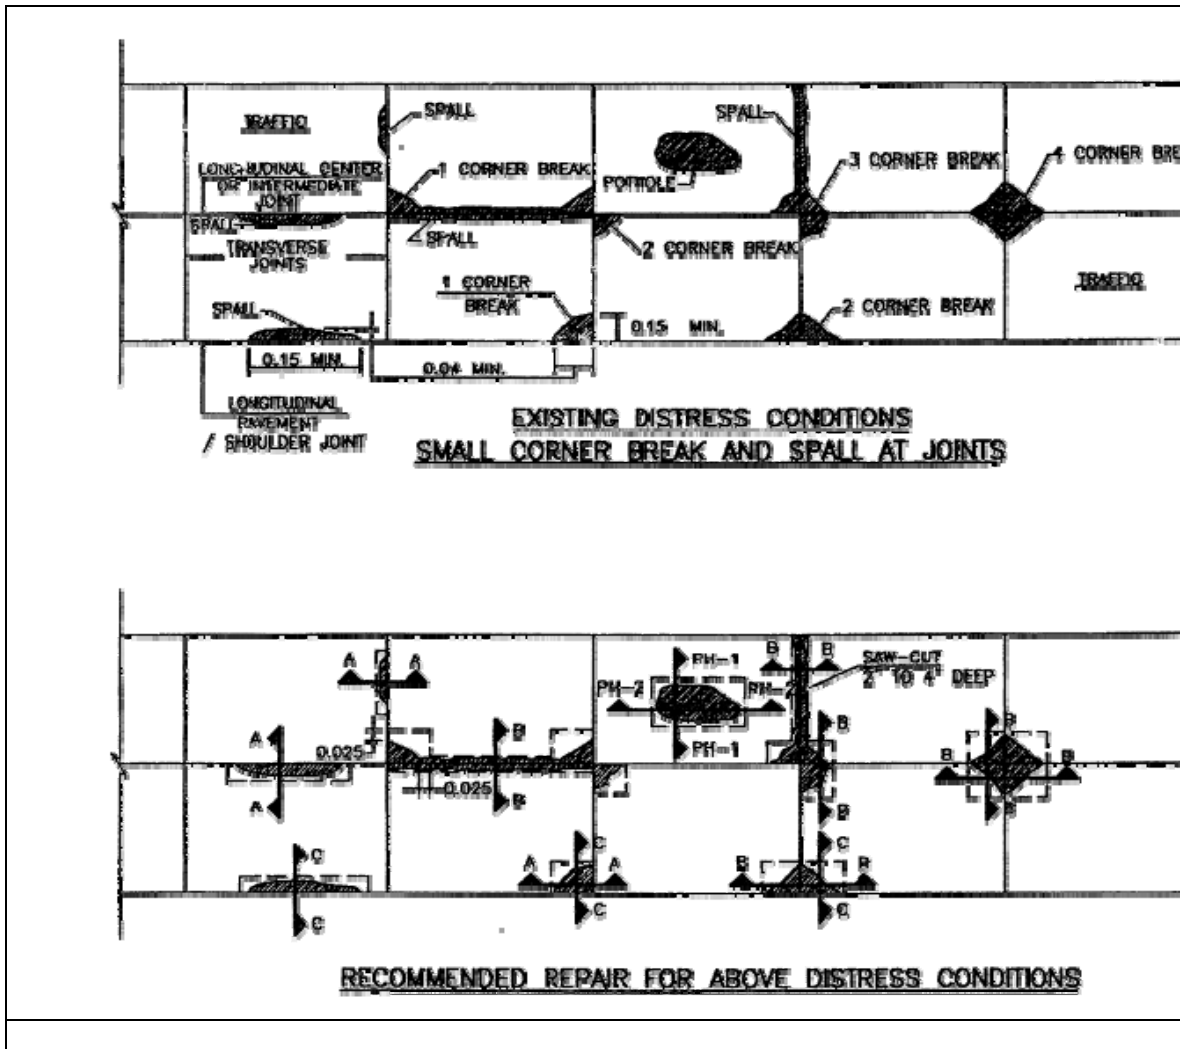 SPALL
SPALL
TRAFFIC
LONGITUDINAL CENTER
OR INTERMEDIATE
JOINT
1 CORNER BREAK
POTHOLE
3 CORNER BREAK
4 CORNER BRE
SPALL
SPALL
2 CORNER BREAK
TRANSVERSE
JOINTS
1 CORNER
BREAK
TRAFFIC
SPALL
0.15 MIN.
2 CORNER BREAK
0.15 MIN.
0.04 MIN.
LONGITUDINAL
PAVEMENT
/ SHOULDER JOINT
EXISTING DISTRESS CONDITIONS
SMALL CORNER BREAK AND SPALL AT JOINTS
A A
PH-1
B B
SAW-CUT
2" TO 4" DEEP
PH-2 PH-2
A
0.025
B
PH-1
B
B
B B
0.025
A
B
B
B
C
C
C
A A
B B
C
C
C
RECOMMENDED REPAIR FOR ABOVE DISTRESS CONDITIONS